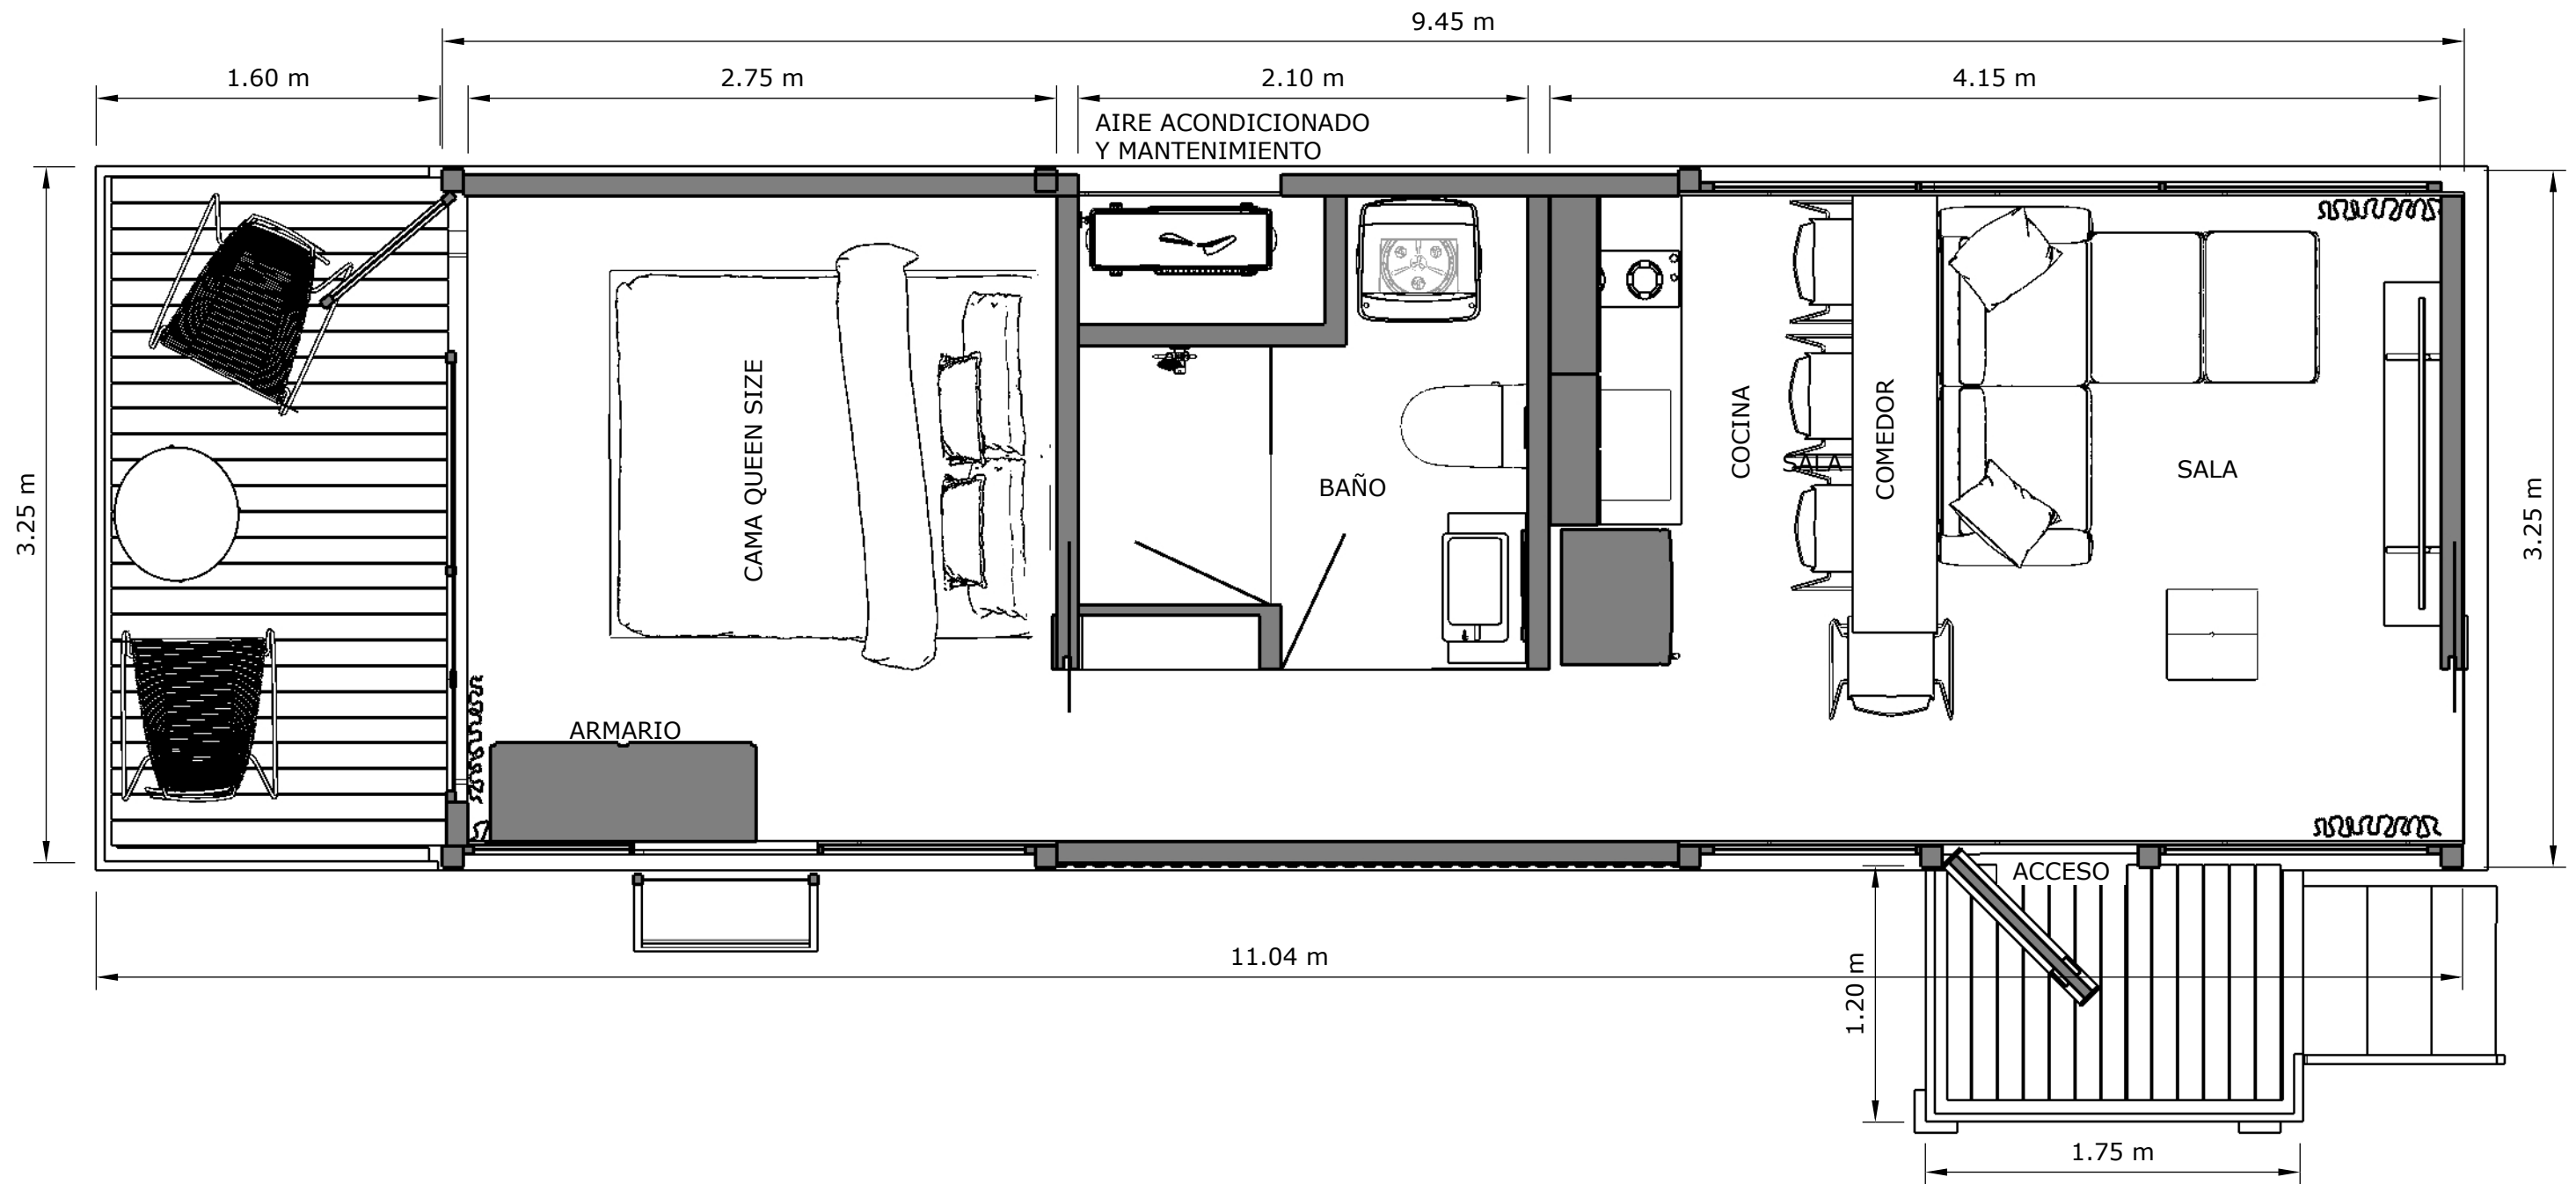 9.45 m
1.60 m
2.75 m
2.10 m
4.15 m
AIRE ACONDICIONADO
Y MANTENIMIENTO
3.25 m
CAMA QUEEN SIZE
BAÑO
COCINA
SALA
COMEDOR
SALA
3.25 m
ARMARIO
ACCESO
11.04 m
1.20 m
1.75 m